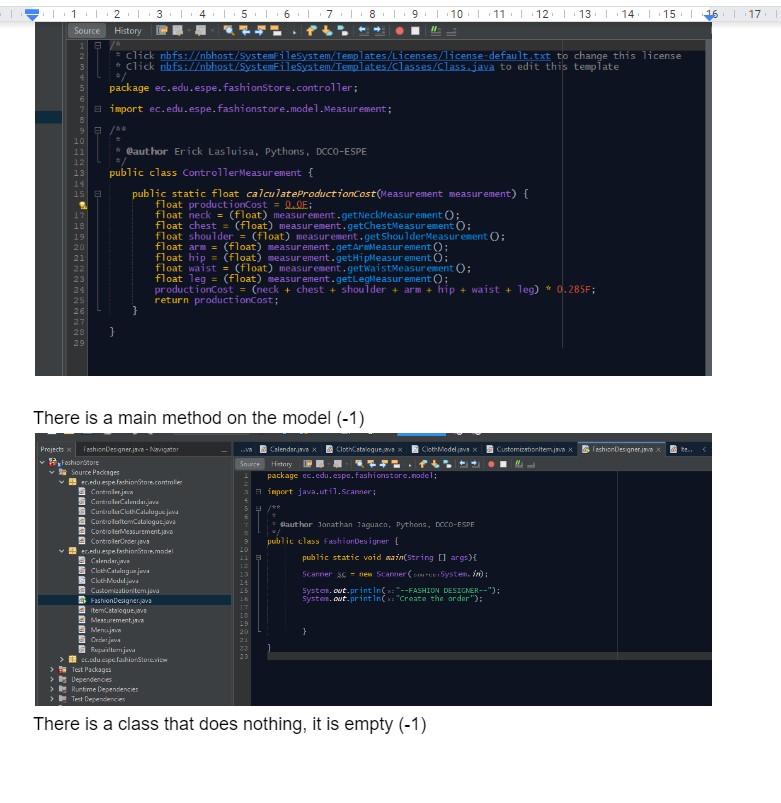 1 2 3 4 5 6 7 8 9 10 11 12 13 14 15 16 17
Source History
1 /*
2 * Click nbfs://nbhost/SystemFileSystem/Templates/Licenses/license-default.txt to change this license
3 * Click nbfs://nbhost/SystemFileSystem/Templates/Classes/Class.java to edit this template
4 */
5 package ec.edu.espe.fashionStore.controller;
6
7 import ec.edu.espe.fashionstore.model.Measurement;
8
9 /**
10 *
11 * @author Erick Lasluisa, Pythons, DCCO-ESPE
12 */
13 public class ControllerMeasurement {
14
15 public static float calculateProductionCost(Measurement measurement) {
float productionCost = 0.0F;
17 float neck = (float) measurement.getNeckMeasurement();
18 float chest = (float) measurement.getChestMeasurement();
19 float shoulder = (float) measurement.getShoulderMeasurement();
20 float arm = (float) measurement.getArmMeasurement();
21 float hip = (float) measurement.getHipMeasurement();
22 float waist = (float) measurement.getWaistMeasurement();
23 float leg = (float) measurement.getLegMeasurement();
24 productionCost = (neck + chest + shoulder + arm + hip + waist + leg) * 0.285F;
25 return productionCost;
26 }
27
28 }
29
There is a main method on the model (-1)
Projects × FashionDesigner.java - Navigator
...va Calendar.java × ClothCatalogue.java × ClothModel.java × CustomizationItem.java × FashionDesigner.java × Ite...
Source History
FashionStore
Source Packages
ec.edu.espe.fashionStore.controller
Controller.java
ControllerCalendar.java
ControllerClothCatalogue.java
ControllerItemCatalogue.java
ControllerMeasurement.java
ControllerOrder.java
ec.edu.espe.fashionStore.model
Calendar.java
ClothCatalogue.java
ClothModel.java
CustomizationItem.java
FashionDesigner.java
ItemCatalogue.java
Measurement.java
Menu.java
Order.java
RepairItem.java
ec.edu.espe.fashionStore.view
Test Packages
Dependencies
Runtime Dependencies
Test Dependencies
1 package ec.edu.espe.fashionstore.model;
2
3 import java.util.Scanner;
4
5 /**
6 *
7 * @author Jonathan Jaguaco, Pythons, DCCO-ESPE
8 */
9 public class FashionDesigner {
10
11 public static void main(String [] args){
12
13 Scanner sc = new Scanner( source: System.in);
14
15 System.out.println( x: "--FASHION DESIGNER--");
16 System.out.println( x: "Create the order");
17
18
19
20 }
21
22 }
23
There is a class that does nothing, it is empty (-1)